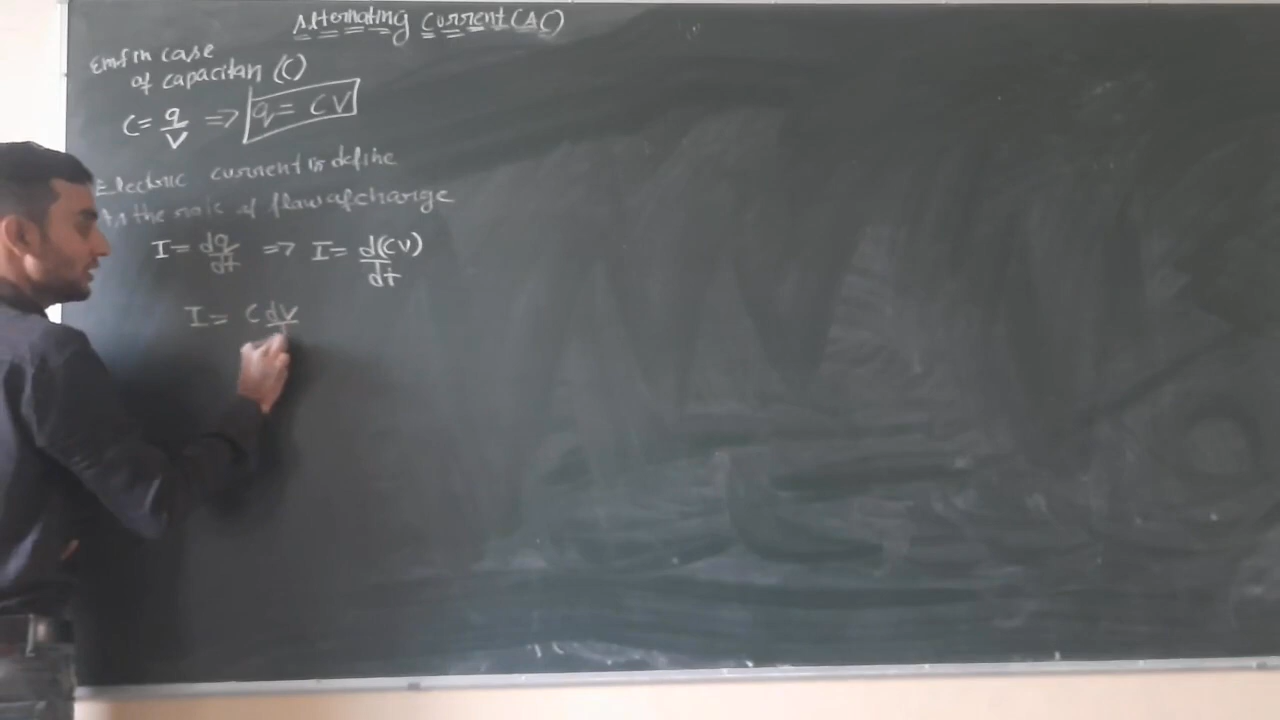 Alternating Current (AC)
Emf in case
of capacitan (C)
C = q/V => q = CV
Electric current is define
As the rate of flow of charge
I = dq/dt => I = d(CV)/dt
I = C dV